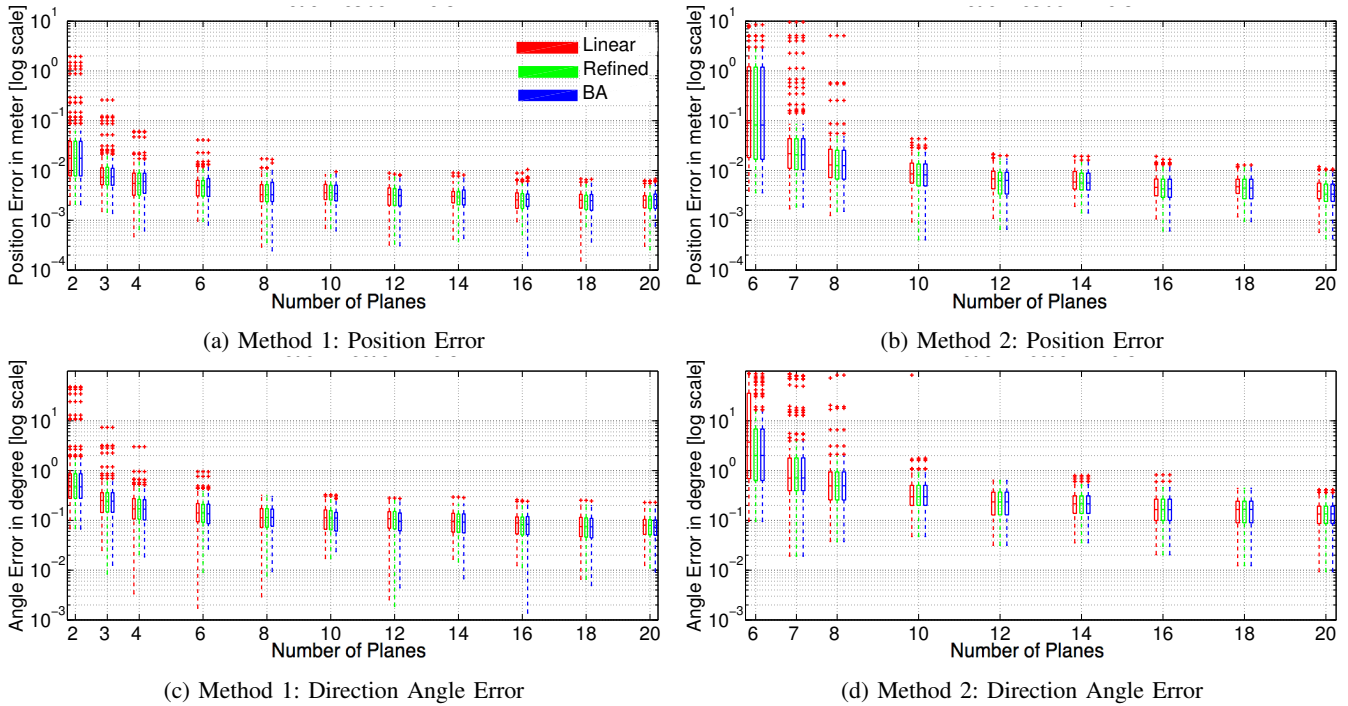 Position Error in meter [log scale]
10^1
10^0
10^−1
10^−2
10^−3
10^−4
Linear
Refined
BA
2 3 4 6 8 10 12 14 16 18 20
Number of Planes
(a) Method 1: Position Error
Position Error in meter [log scale]
10^1
10^0
10^−1
10^−2
10^−3
10^−4
6 7 8 10 12 14 16 18 20
Number of Planes
(b) Method 2: Position Error
Angle Error in degree [log scale]
10^1
10^0
10^−1
10^−2
10^−3
2 3 4 6 8 10 12 14 16 18 20
Number of Planes
(c) Method 1: Direction Angle Error
Angle Error in degree [log scale]
10^1
10^0
10^−1
10^−2
10^−3
6 7 8 10 12 14 16 18 20
Number of Planes
(d) Method 2: Direction Angle Error